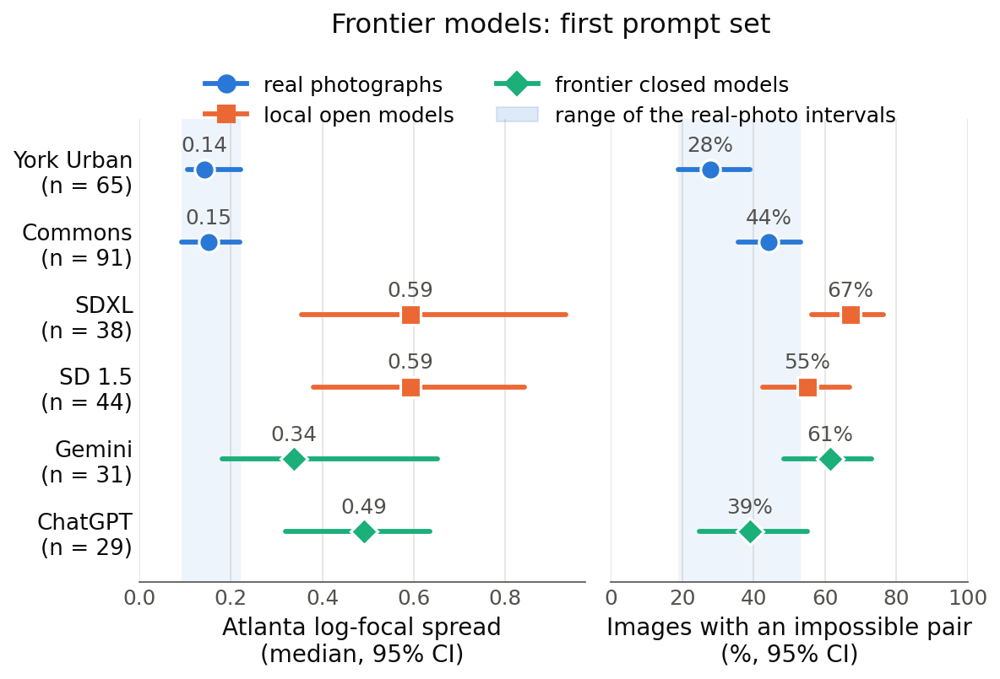 Frontier models: first prompt set
real photographs
local open models
frontier closed models
range of the real-photo intervals
York Urban
(n = 65)
Commons
(n = 91)
SDXL
(n = 38)
SD 1.5
(n = 44)
Gemini
(n = 31)
ChatGPT
(n = 29)
0.14
0.15
0.59
0.59
0.34
0.49
0.0 0.2 0.4 0.6 0.8
Atlanta log-focal spread
(median, 95% CI)
28%
44%
67%
55%
61%
39%
0 20 40 60 80 100
Images with an impossible pair
(%, 95% CI)